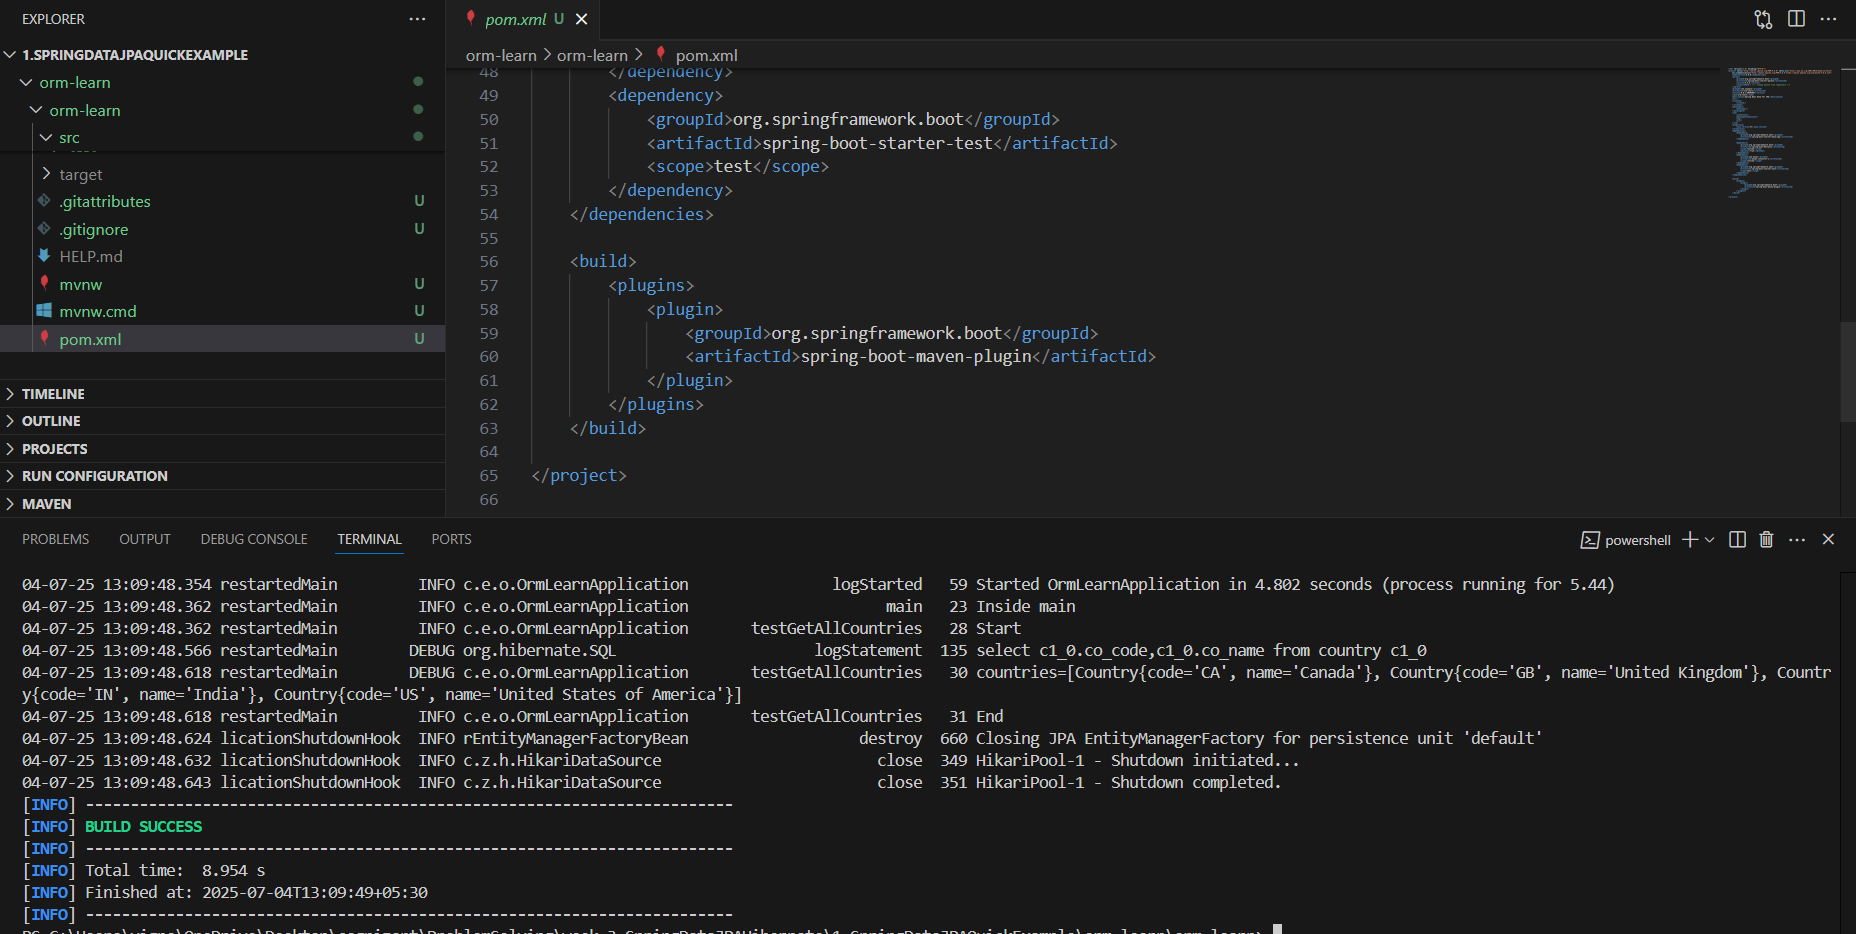 EXPLORER
1.SPRINGDATAJPAQUICKEXAMPLE
orm-learn
orm-learn
src
target
.gitattributes U
.gitignore U
HELP.md
mvnw U
mvnw.cmd U
pom.xml U
TIMELINE
OUTLINE
PROJECTS
RUN CONFIGURATION
MAVEN
pom.xml U
orm-learn > orm-learn > pom.xml
48 </dependency>
49 <dependency>
50 <groupId>org.springframework.boot</groupId>
51 <artifactId>spring-boot-starter-test</artifactId>
52 <scope>test</scope>
53 </dependency>
54 </dependencies>
55
56 <build>
57 <plugins>
58 <plugin>
59 <groupId>org.springframework.boot</groupId>
60 <artifactId>spring-boot-maven-plugin</artifactId>
61 </plugin>
62 </plugins>
63 </build>
64
65 </project>
66
PROBLEMS OUTPUT DEBUG CONSOLE TERMINAL PORTS powershell
04-07-25 13:09:48.354 restartedMain INFO c.e.o.OrmLearnApplication logStarted 59 Started OrmLearnApplication in 4.802 seconds (process running for 5.44)
04-07-25 13:09:48.362 restartedMain INFO c.e.o.OrmLearnApplication main 23 Inside main
04-07-25 13:09:48.362 restartedMain INFO c.e.o.OrmLearnApplication testGetAllCountries 28 Start
04-07-25 13:09:48.566 restartedMain DEBUG org.hibernate.SQL logStatement 135 select c1_0.co_code,c1_0.co_name from country c1_0
04-07-25 13:09:48.618 restartedMain DEBUG c.e.o.OrmLearnApplication testGetAllCountries 30 countries=[Country{code='CA', name='Canada'}, Country{code='GB', name='United Kingdom'}, Countr
y{code='IN', name='India'}, Country{code='US', name='United States of America'}]
04-07-25 13:09:48.618 restartedMain INFO c.e.o.OrmLearnApplication testGetAllCountries 31 End
04-07-25 13:09:48.624 licationShutdownHook INFO rEntityManagerFactoryBean destroy 660 Closing JPA EntityManagerFactory for persistence unit 'default'
04-07-25 13:09:48.632 licationShutdownHook INFO c.z.h.HikariDataSource close 349 HikariPool-1 - Shutdown initiated...
04-07-25 13:09:48.643 licationShutdownHook INFO c.z.h.HikariDataSource close 351 HikariPool-1 - Shutdown completed.
[INFO] ------------------------------------------------------------------------
[INFO] BUILD SUCCESS
[INFO] ------------------------------------------------------------------------
[INFO] Total time:  8.954 s
[INFO] Finished at: 2025-07-04T13:09:49+05:30
[INFO] ------------------------------------------------------------------------